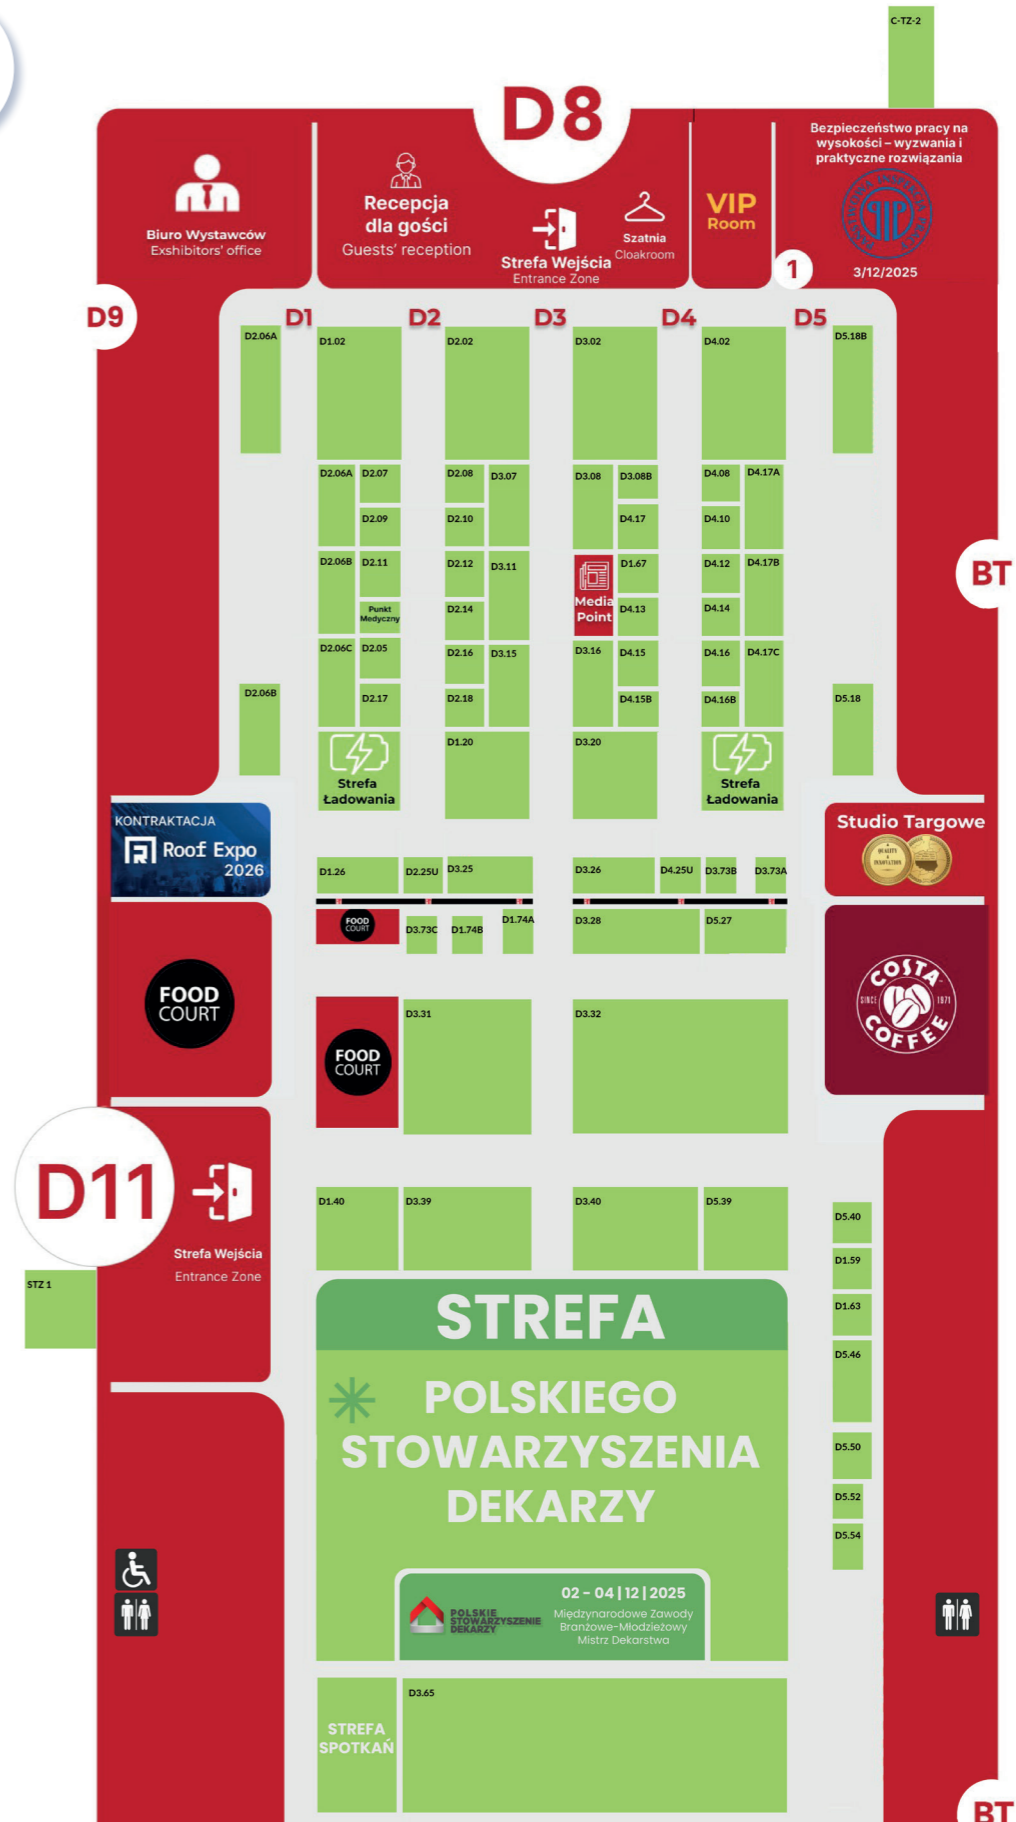 C-TZ-2
D8
Bezpieczeństwo pracy na
wysokości – wyzwania i
praktyczne rozwiązania
3/12/2025
Biuro Wystawców
Exshibitors' office
Recepcja
dla gości
Guests' reception
Strefa Wejścia
Entrance Zone
Szatnia
Cloakroom
VIP
Room
1
D9
D1
D2
D3
D4
D5
D2.06A
D1.02
D2.02
D3.02
D4.02
D5.18B
D2.06A
D2.07
D2.08
D3.07
D3.08
D3.08B
D4.08
D4.17A
D2.09
D2.10
D4.17
D4.10
D2.06B
D2.11
D2.12
D3.11
Media
Point
D1.67
D4.12
D4.17B
BT
Punkt
Medyczny
D2.14
D4.13
D4.14
D2.06C
D2.05
D2.16
D3.15
D3.16
D4.15
D4.16
D4.17C
D2.06B
D2.17
D2.18
D4.15B
D4.16B
D5.18
Strefa
Ładowania
D1.20
D3.20
Strefa
Ładowania
KONTRAKTACJA
Roof Expo
2026
Studio Targowe
QUALITY
&
INNOVATION
D1.26
D2.25U
D3.25
D3.26
D4.25U
D3.73B
D3.73A
FOOD
COURT
D3.73C
D1.74B
D1.74A
D3.28
D5.27
FOOD
COURT
FOOD
COURT
D3.31
D3.32
COSTA
SINCE 1971
COFFEE
D11
Strefa Wejścia
Entrance Zone
STZ 1
D1.40
D3.39
D3.40
D5.39
D5.40
D1.59
D1.63
D5.46
D5.50
D5.52
D5.54
STREFA
POLSKIEGO
STOWARZYSZENIA
DEKARZY
POLSKIE
STOWARZYSZENIE
DEKARZY
02 - 04 | 12 | 2025
Międzynarodowe Zawody
Branżowe-Młodzieżowy
Mistrz Dekarstwa
STREFA
SPOTKAŃ
D3.65
BT